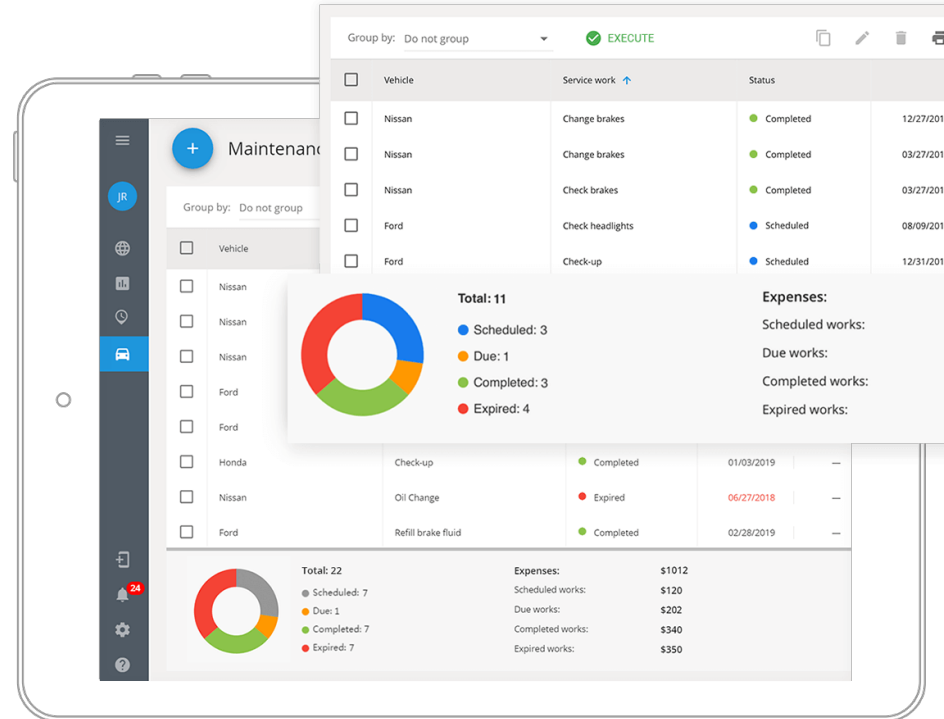 Group by: Do not group EXECUTE
Vehicle Service work Status
Nissan Change brakes Completed 12/27/201
Nissan Change brakes Completed 03/27/201
Nissan Check brakes Completed 03/27/201
Ford Check headlights Scheduled 08/09/201
Ford Check-up Scheduled 12/31/201
Total: 11 Expenses:
Scheduled: 3 Scheduled works:
Due: 1 Due works:
Completed: 3 Completed works:
Expired: 4 Expired works:
+ Maintenanc
JR
Group by: Do not group
Vehicle
Nissan
Nissan
Nissan
Ford
Ford
Honda Check-up Completed 01/03/2019 —
Nissan Oil Change Expired 06/27/2018 —
Ford Refill brake fluid Completed 02/28/2019 —
24
Total: 22 Expenses: $1012
Scheduled: 7 Scheduled works: $120
Due: 1 Due works: $202
Completed: 7 Completed works: $340
Expired: 7 Expired works: $350